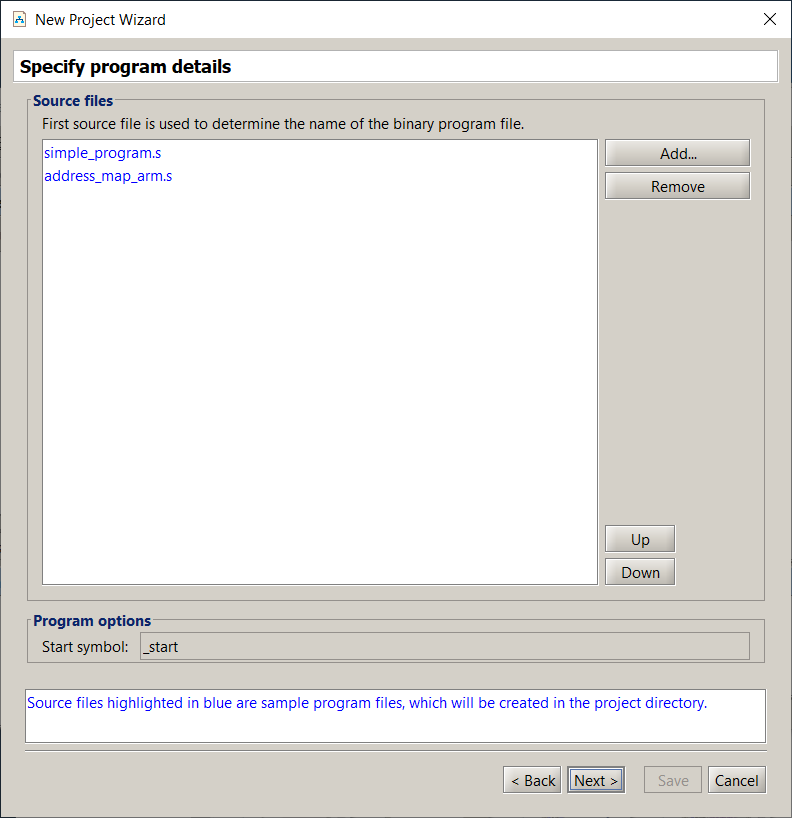 New Project Wizard
Specify program details
Source files
First source file is used to determine the name of the binary program file.
simple_program.s
address_map_arm.s
Add...
Remove
Up
Down
Program options
Start symbol: _start
Source files highlighted in blue are sample program files, which will be created in the project directory.
< Back Next > Save Cancel